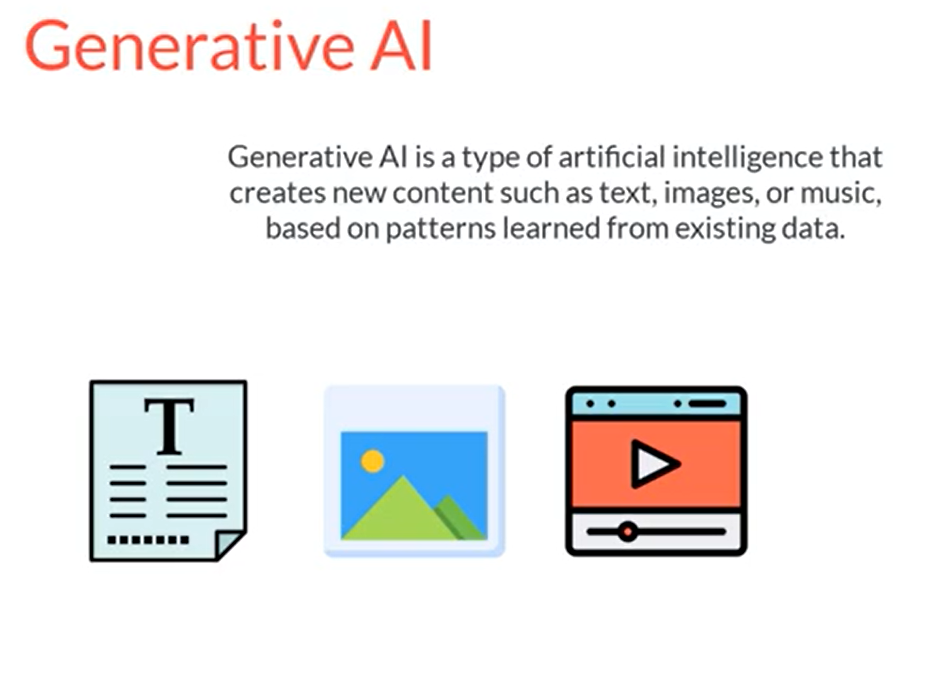 Generative AI
Generative AI is a type of artificial intelligence that
creates new content such as text, images, or music,
based on patterns learned from existing data.
T